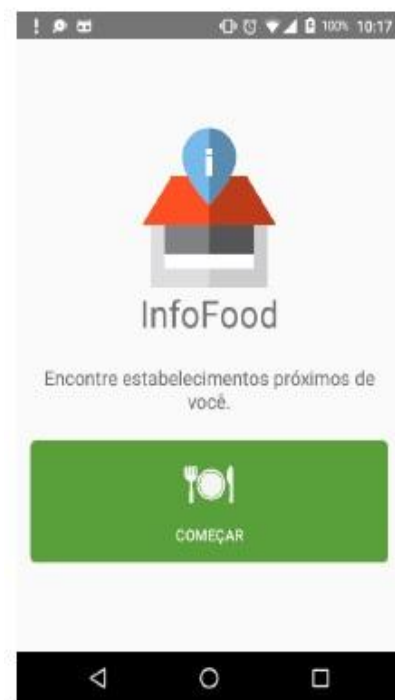 100% 10:17
i
InfoFood
Encontre estabelecimentos próximos de
você.
COMEÇAR